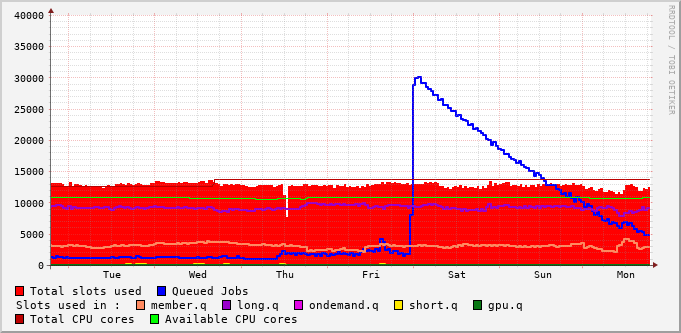 40000
35000
30000
25000
20000
15000
10000
5000
0
Tue Wed Thu Fri Sat Sun Mon
Total slots used Queued Jobs
Slots used in : member.q long.q ondemand.q short.q gpu.q
Total CPU cores Available CPU cores
RRDTOOL / TOBI OETIKER